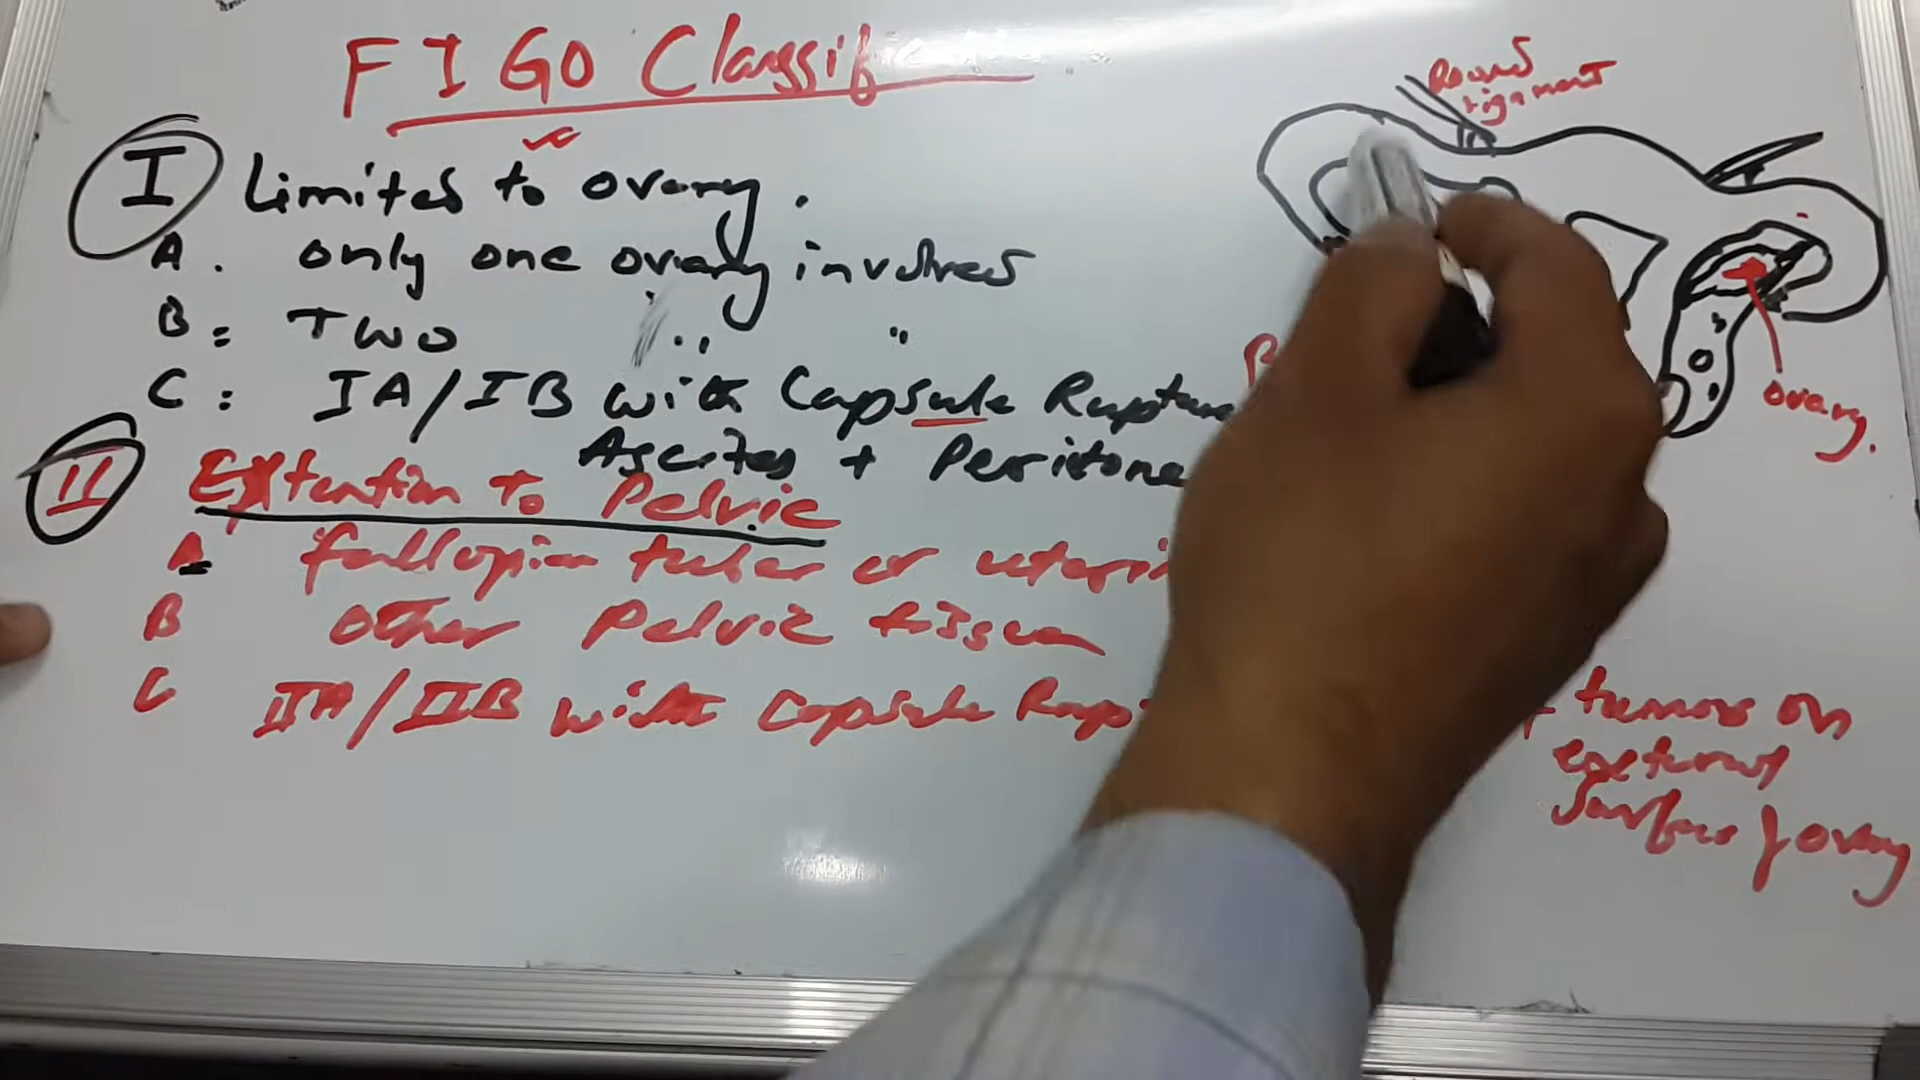 FIGO Classif
Round
Ligament
I Limited to ovary.
A. only one ovary involved
B: Two " "
C: IA/IB with Capsule Rupture
Ascites + Peritone
ovary.
II Extention to Pelvic
A fallopian tubes or uterin
B other Pelvic tissue
C IIA/IIB with Capsule Rup
+ tumor on
external
Surface of ovary